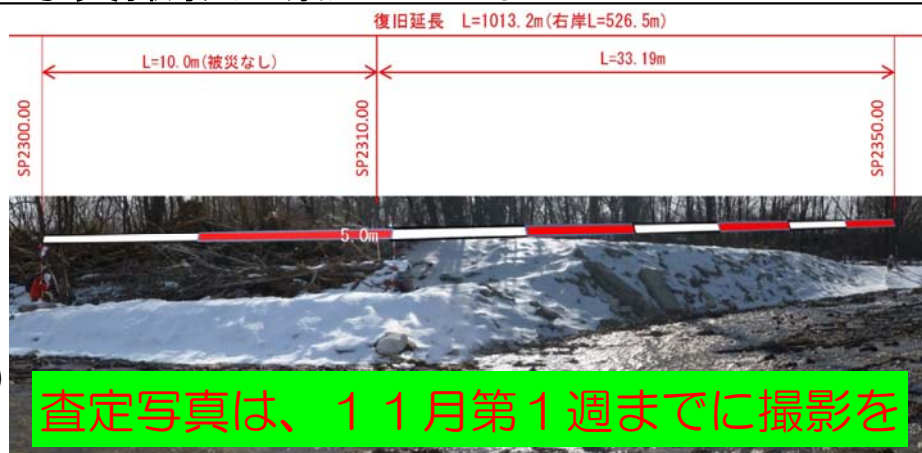 復旧延長 L=1013.2m(右岸L=526.5m)
L=10.0m(被災なし)
L=33.19m
SP2300.00
SP2310.00
SP2350.00
5.0m
査定写真は、11月第1週までに撮影を